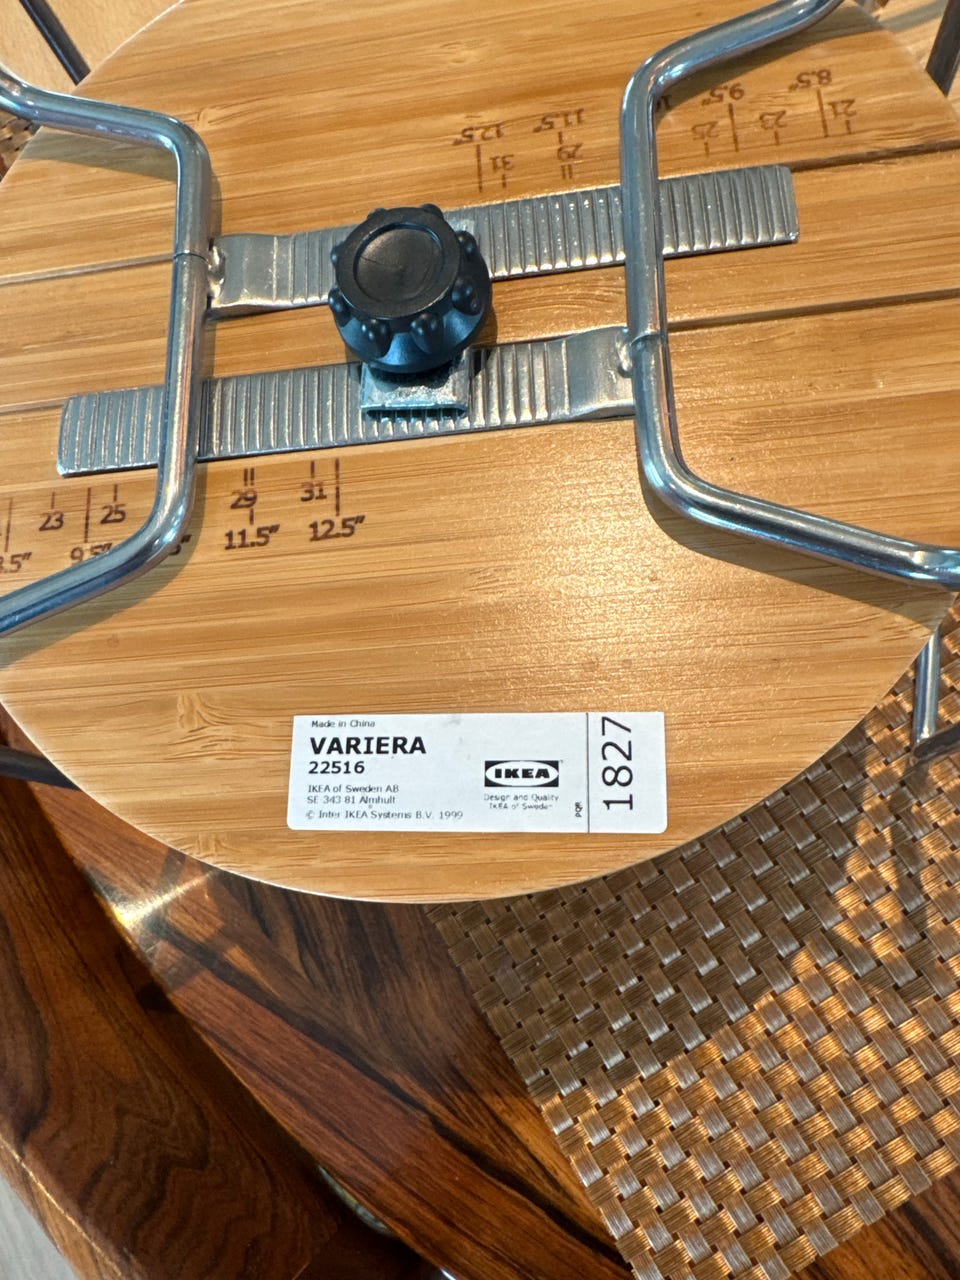 8.5"
9.5"
11.5"
12.5"
21
23
25
29
31
23
25
29
31
9.5"
11.5"
12.5"
Made in China
VARIERA
22516
IKEA of Sweden AB
SE 343 81 Älmhult
© Inter IKEA Systems B.V. 1999
IKEA
Design and Quality
IKEA of Sweden
PQR
1827